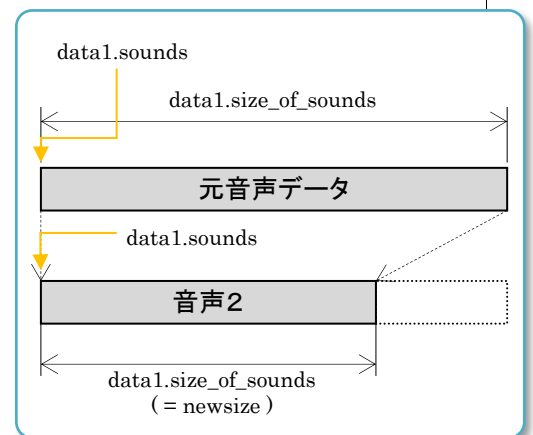 data1.sounds
data1.size_of_sounds
元音声データ
data1.sounds
音声2
data1.size_of_sounds
( = newsize )